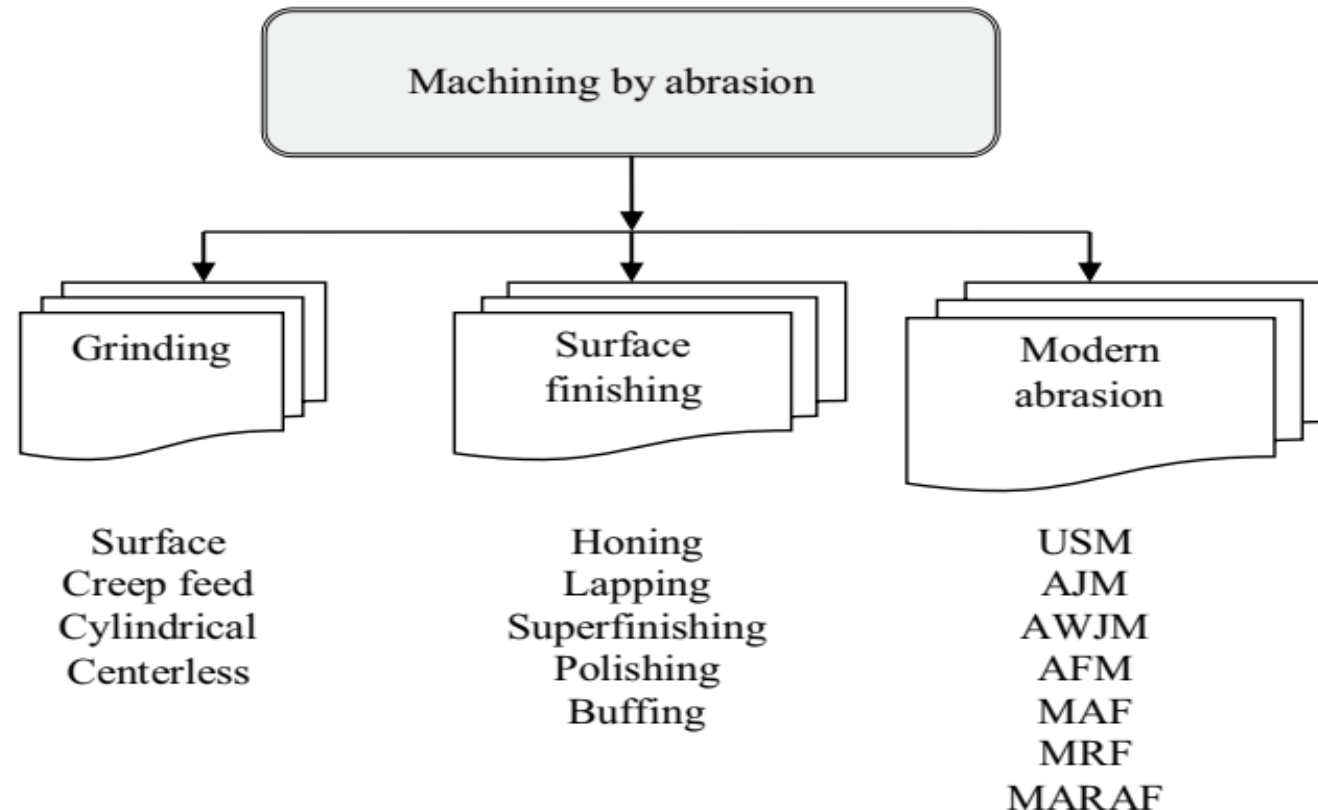 Machining by abrasion
Grinding
Surface
finishing
Modern
abrasion
Surface
Creep feed
Cylindrical
Centerless
Honing
Lapping
Superfinishing
Polishing
Buffing
USM
AJM
AWJM
AFM
MAF
MRF
MARAF